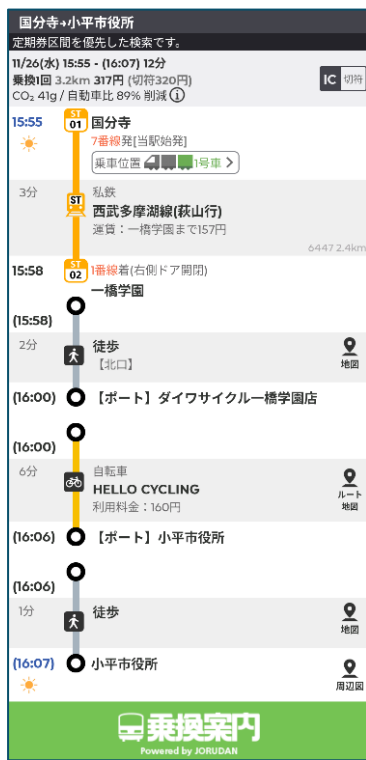 国分寺→小平市役所
定期券区間を優先した検索です。
11/26(水) 15:55 - (16:07) 12分
乗換1回 3.2km 317円 (切符320円)
IC 切符
CO₂ 41g / 自動車比 89% 削減 i
15:55 ST 01 国分寺
7番線発[当駅始発]
乗車位置 1号車
3分 私鉄
ST 西武多摩湖線(萩山行)
運賃：一橋学園まで157円
6447 2.4km
15:58 ST 02 1番線着(右側ドア開閉)
一橋学園
(15:58)
2分 徒歩
【北口】
地図
(16:00) 【ポート】ダイワサイクル一橋学園店
(16:00)
6分 自転車
HELLO CYCLING
利用料金：160円
ルート
地図
(16:06) 【ポート】小平市役所
(16:06)
1分 徒歩
地図
(16:07) 小平市役所
周辺図
乗換案内
Powered by JORUDAN